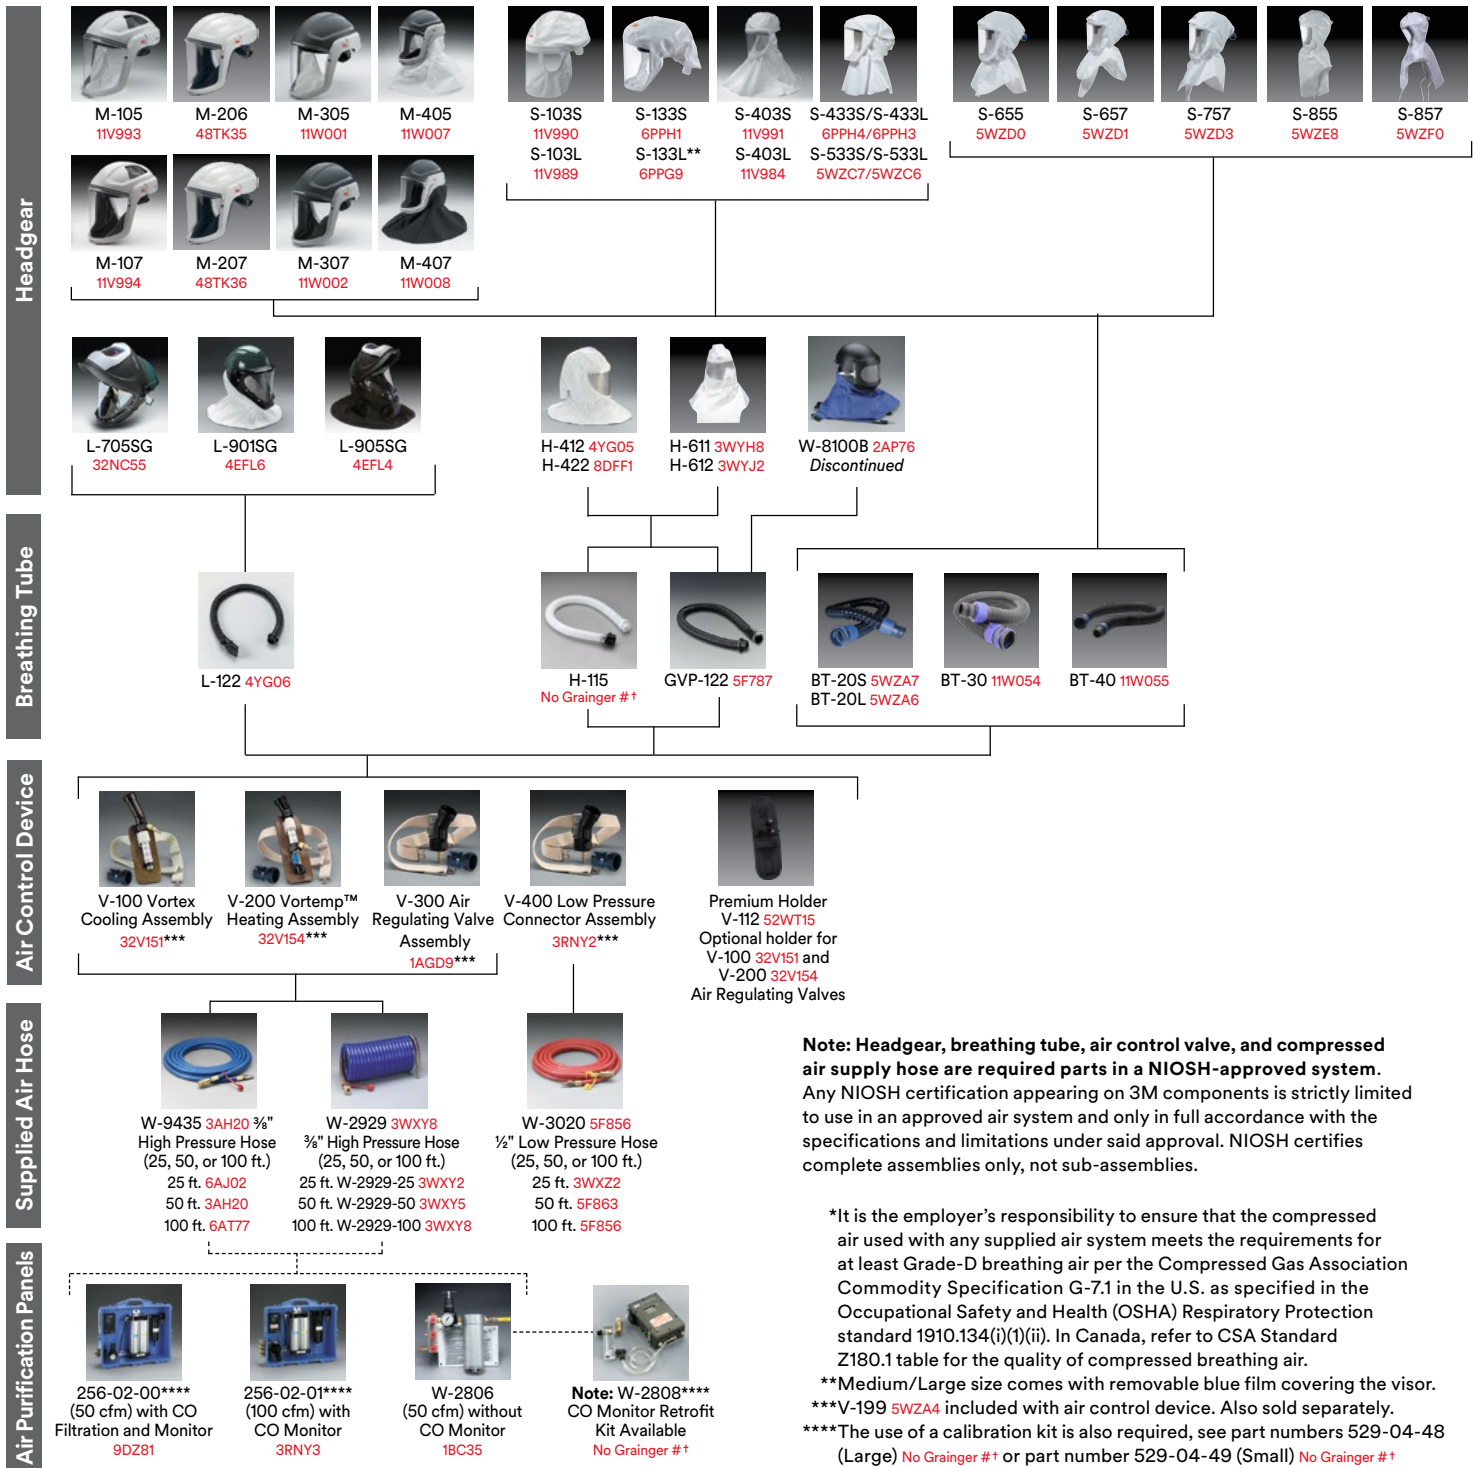 Headgear
M-105 M-206 M-305 M-405
11V993 48TK35 11W001 11W007
M-107 M-207 M-307 M-407
11V994 48TK36 11W002 11W008
S-103S S-133S S-403S S-433S/S-433L
11V990 6PPH1 11V991 6PPH4/6PPH3
S-103L S-133L** S-403L S-533S/S-533L
11V989 6PPG9 11V984 5WZC7/5WZC6
S-655 S-657 S-757 S-855 S-857
5WZD0 5WZD1 5WZD3 5WZE8 5WZF0
L-705SG L-901SG L-905SG
32NC55 4EFL6 4EFL4
H-412 4YG05 H-611 3WYH8 W-8100B 2AP76
H-422 8DFF1 H-612 3WYJ2 Discontinued
Breathing Tube
L-122 4YG06
H-115
No Grainger #†
GVP-122 5F787
BT-20S 5WZA7
BT-20L 5WZA6
BT-30 11W054
BT-40 11W055
Air Control Device
V-100 Vortex
Cooling Assembly
32V151***
V-200 Vortemp™
Heating Assembly
32V154***
V-300 Air
Regulating Valve
Assembly
1AGD9***
V-400 Low Pressure
Connector Assembly
3RNY2***
Premium Holder
V-112 52WT15
Optional holder for
V-100 32V151 and
V-200 32V154
Air Regulating Valves
Supplied Air Hose
W-9435 3AH20 ⅜"
High Pressure Hose
(25, 50, or 100 ft.)
25 ft. 6AJ02
50 ft. 3AH20
100 ft. 6AT77
W-2929 3WXY8
⅜" High Pressure Hose
(25, 50, or 100 ft.)
25 ft. W-2929-25 3WXY2
50 ft. W-2929-50 3WXY5
100 ft. W-2929-100 3WXY8
W-3020 5F856
½" Low Pressure Hose
(25, 50, or 100 ft.)
25 ft. 3WXZ2
50 ft. 5F863
100 ft. 5F856
Air Purification Panels
256-02-00****
(50 cfm) with CO
Filtration and Monitor
9DZ81
256-02-01****
(100 cfm) with
CO Monitor
3RNY3
W-2806
(50 cfm) without
CO Monitor
1BC35
Note: W-2808****
CO Monitor Retrofit
Kit Available
No Grainger #†
Note: Headgear, breathing tube, air control valve, and compressed
air supply hose are required parts in a NIOSH-approved system.
Any NIOSH certification appearing on 3M components is strictly limited
to use in an approved air system and only in full accordance with the
specifications and limitations under said approval. NIOSH certifies
complete assemblies only, not sub-assemblies.
*It is the employer's responsibility to ensure that the compressed
air used with any supplied air system meets the requirements for
at least Grade-D breathing air per the Compressed Gas Association
Commodity Specification G-7.1 in the U.S. as specified in the
Occupational Safety and Health (OSHA) Respiratory Protection
standard 1910.134(i)(1)(ii). In Canada, refer to CSA Standard
Z180.1 table for the quality of compressed breathing air.
**Medium/Large size comes with removable blue film covering the visor.
***V-199 5WZA4 included with air control device. Also sold separately.
****The use of a calibration kit is also required, see part numbers 529-04-48
(Large) No Grainger #† or part number 529-04-49 (Small) No Grainger #†